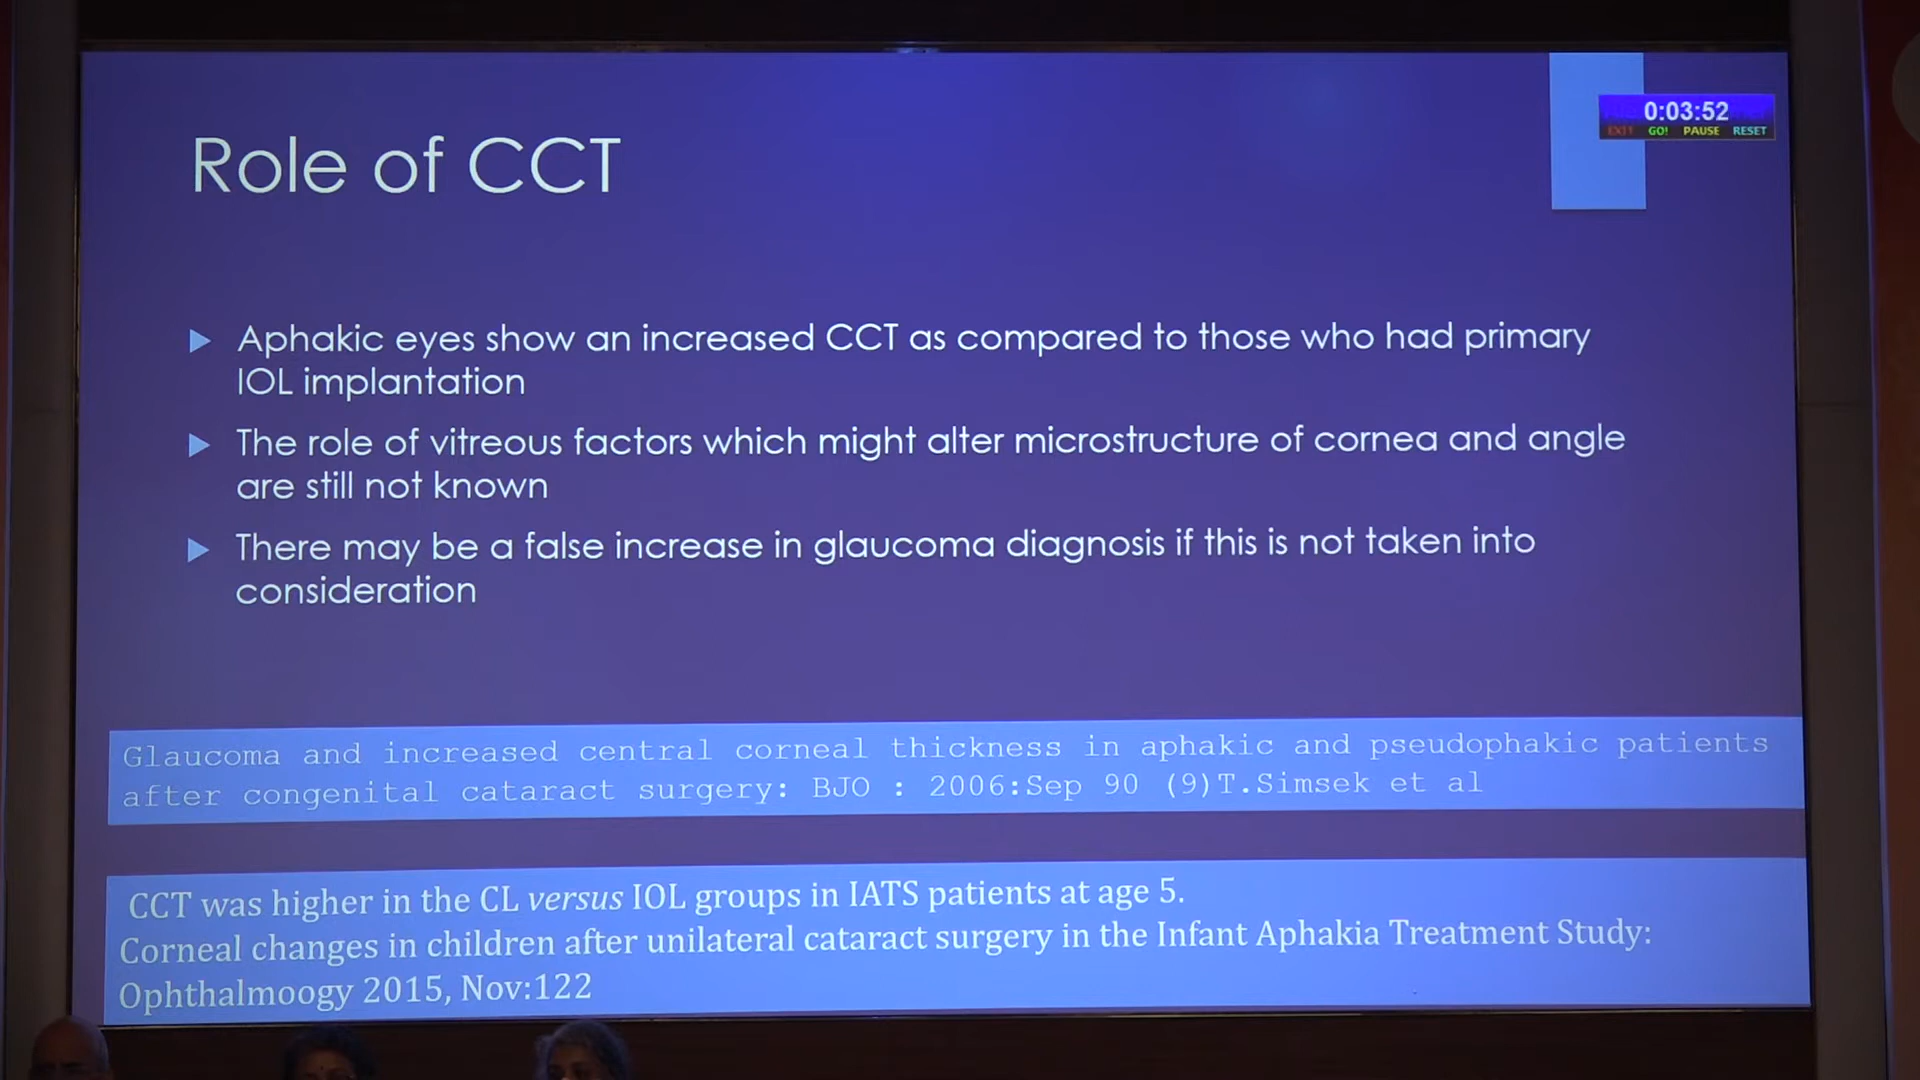 0:03:52
EXIT GO! PAUSE RESET
Role of CCT
Aphakic eyes show an increased CCT as compared to those who had primary
IOL implantation
The role of vitreous factors which might alter microstructure of cornea and angle
are still not known
There may be a false increase in glaucoma diagnosis if this is not taken into
consideration
Glaucoma and increased central corneal thickness in aphakic and pseudophakic patients
after congenital cataract surgery: BJO : 2006:Sep 90 (9)T.Simsek et al
CCT was higher in the CL versus IOL groups in IATS patients at age 5.
Corneal changes in children after unilateral cataract surgery in the Infant Aphakia Treatment Study:
Ophthalmoogy 2015, Nov:122